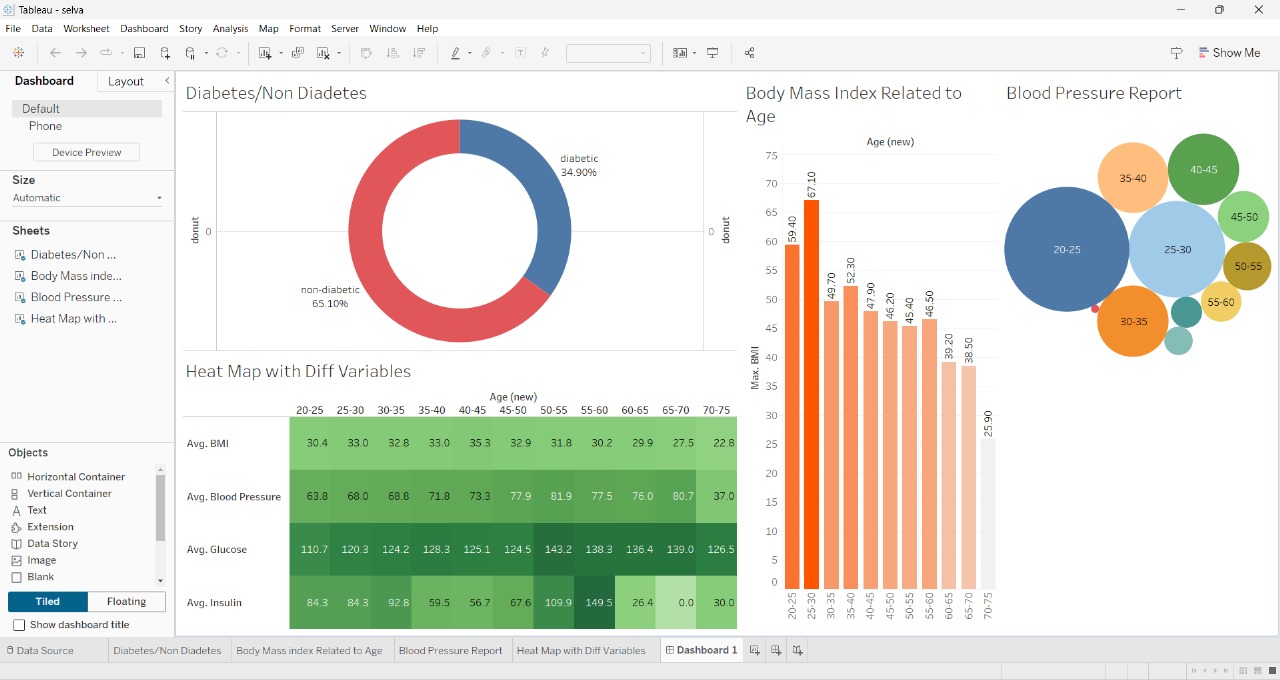 Tableau - selva
File Data Worksheet Dashboard Story Analysis Map Format Server Window Help
Show Me
Dashboard Layout
Default
Phone
Device Preview
Size
Automatic
Sheets
Diabetes/Non ...
Body Mass inde...
Blood Pressure ...
Heat Map with ...
Objects
Horizontal Container
Vertical Container
Text
Extension
Data Story
Image
Blank
Tiled Floating
Show dashboard title
Diabetes/Non Diadetes
donut
0
diabetic
34.90%
non-diabetic
65.10%
0
donut
Heat Map with Diff Variables
Age (new)
20-25 25-30 30-35 35-40 40-45 45-50 50-55 55-60 60-65 65-70 70-75
Avg. BMI 30.4 33.0 32.8 33.0 35.3 32.9 31.8 30.2 29.9 27.5 22.8
Avg. Blood Pressure 63.8 68.0 68.8 71.8 73.3 77.9 81.9 77.5 76.0 80.7 37.0
Avg. Glucose 110.7 120.3 124.2 128.3 125.1 124.5 143.2 138.3 136.4 139.0 126.5
Avg. Insulin 84.3 84.3 92.8 59.5 56.7 67.6 109.9 149.5 26.4 0.0 30.0
Body Mass Index Related to
Age
Age (new)
75
70
65
60
55
50
45
40
35
30
25
20
15
10
5
0
Max. BMI
59.40 67.10 49.70 52.30 47.90 46.20 45.40 46.50 39.20 38.50 25.90
20-25 25-30 30-35 35-40 40-45 45-50 50-55 55-60 60-65 65-70 70-75
Blood Pressure Report
35-40
40-45
45-50
20-25
25-30
50-55
55-60
30-35
Data Source Diabetes/Non Diadetes Body Mass index Related to Age Blood Pressure Report Heat Map with Diff Variables Dashboard 1